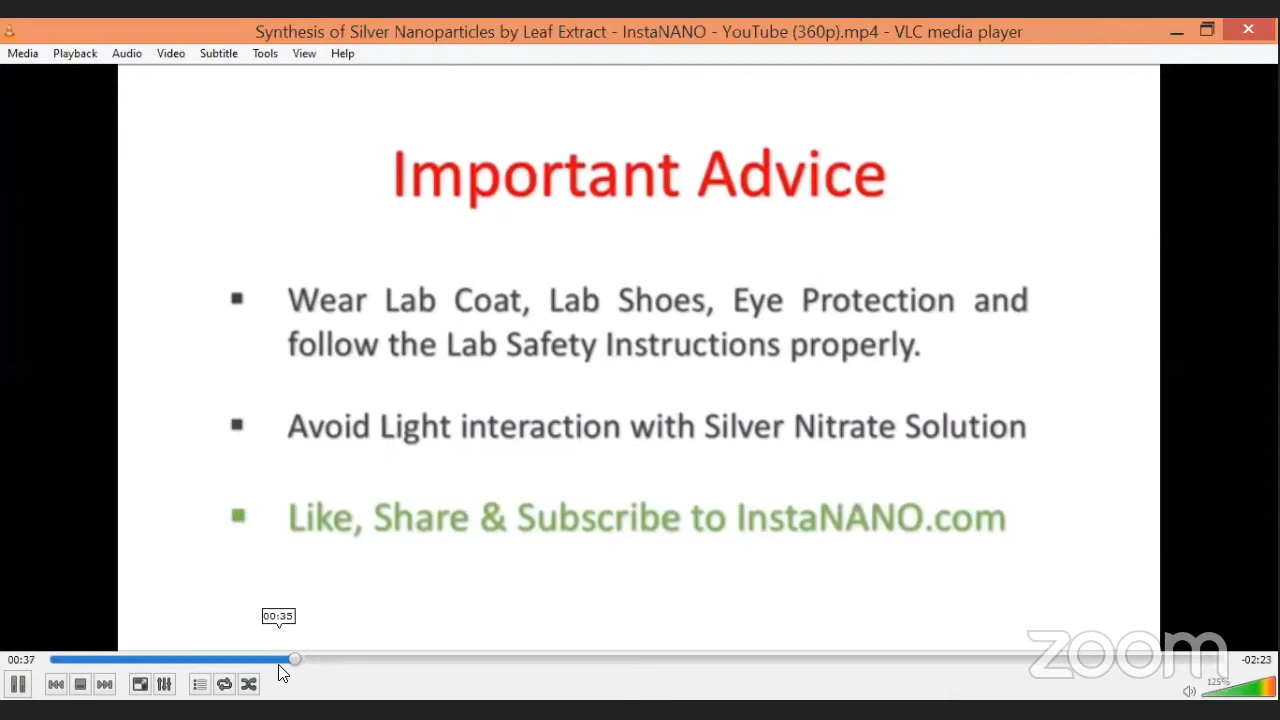 Synthesis of Silver Nanoparticles by Leaf Extract - InstaNANO - YouTube (360p).mp4 - VLC media player
Media Playback Audio Video Subtitle Tools View Help
Important Advice
▪ Wear Lab Coat, Lab Shoes, Eye Protection and
follow the Lab Safety Instructions properly.
▪ Avoid Light interaction with Silver Nitrate Solution
▪ Like, Share & Subscribe to InstaNANO.com
00:35
zoom
00:37
-02:23
125%